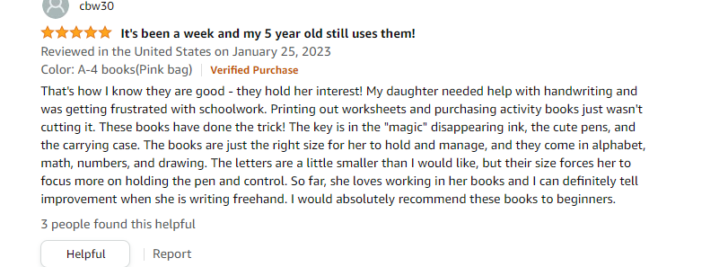 cbw30
It's been a week and my 5 year old still uses them!
Reviewed in the United States on January 25, 2023
Color: A-4 books(Pink bag) Verified Purchase
That's how I know they are good - they hold her interest! My daughter needed help with handwriting and
was getting frustrated with schoolwork. Printing out worksheets and purchasing activity books just wasn't
cutting it. These books have done the trick! The key is in the "magic" disappearing ink, the cute pens, and
the carrying case. The books are just the right size for her to hold and manage, and they come in alphabet,
math, numbers, and drawing. The letters are a little smaller than I would like, but their size forces her to
focus more on holding the pen and control. So far, she loves working in her books and I can definitely tell
improvement when she is writing freehand. I would absolutely recommend these books to beginners.
3 people found this helpful
Helpful Report